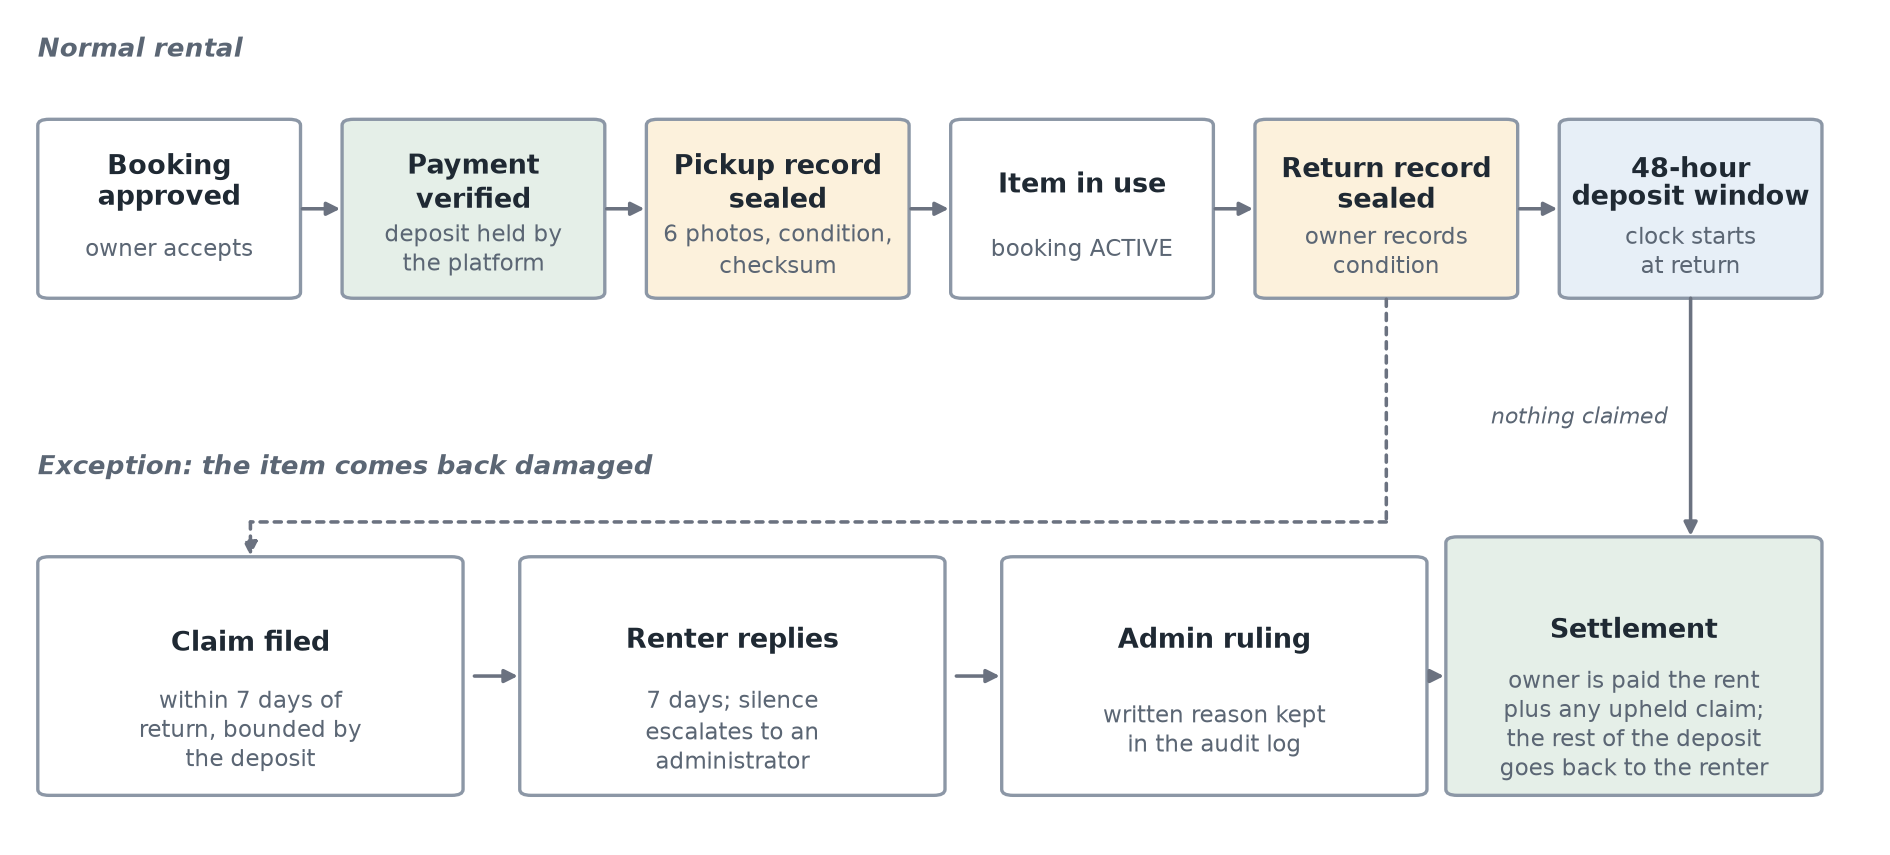 Normal rental
Booking
approved
owner accepts
Payment
verified
deposit held by
the platform
Pickup record
sealed
6 photos, condition,
checksum
Item in use
booking ACTIVE
Return record
sealed
owner records
condition
48-hour
deposit window
clock starts
at return
nothing claimed
Exception: the item comes back damaged
Claim filed
within 7 days of
return, bounded by
the deposit
Renter replies
7 days; silence
escalates to an
administrator
Admin ruling
written reason kept
in the audit log
Settlement
owner is paid the rent
plus any upheld claim;
the rest of the deposit
goes back to the renter